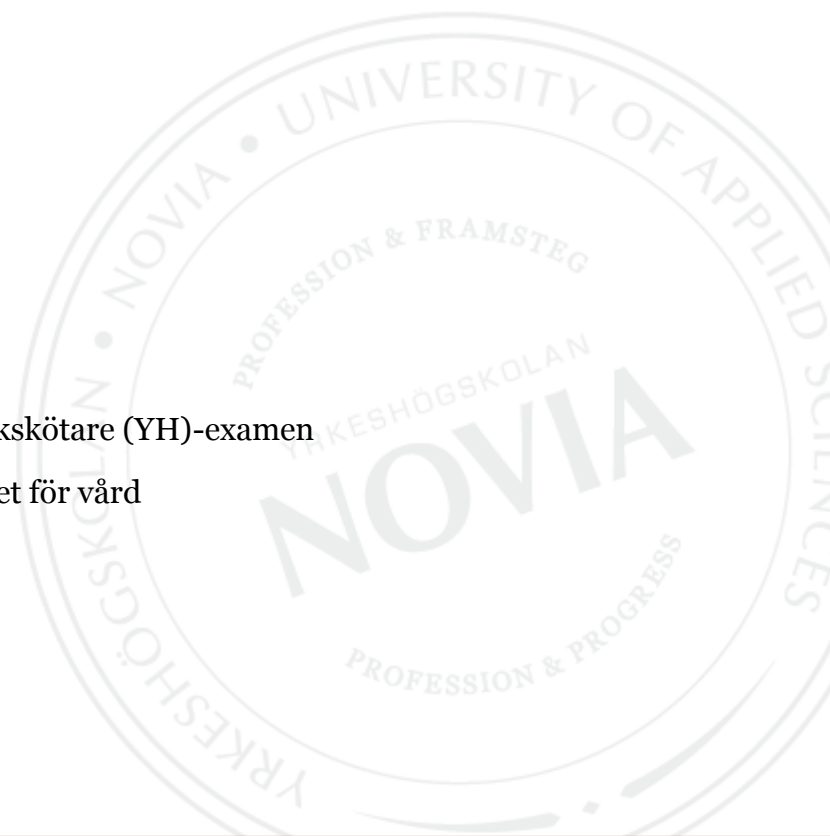 kskötare (YH)-examen
et för vård
YRKESHÖGSKOLAN • NOVIA • UNIVERSITY OF APPLIED SCIENCES
PROFESSION & FRAMSTEG
YRKESHÖGSKOLAN
NOVIA
PROFESSION & PROGRESS